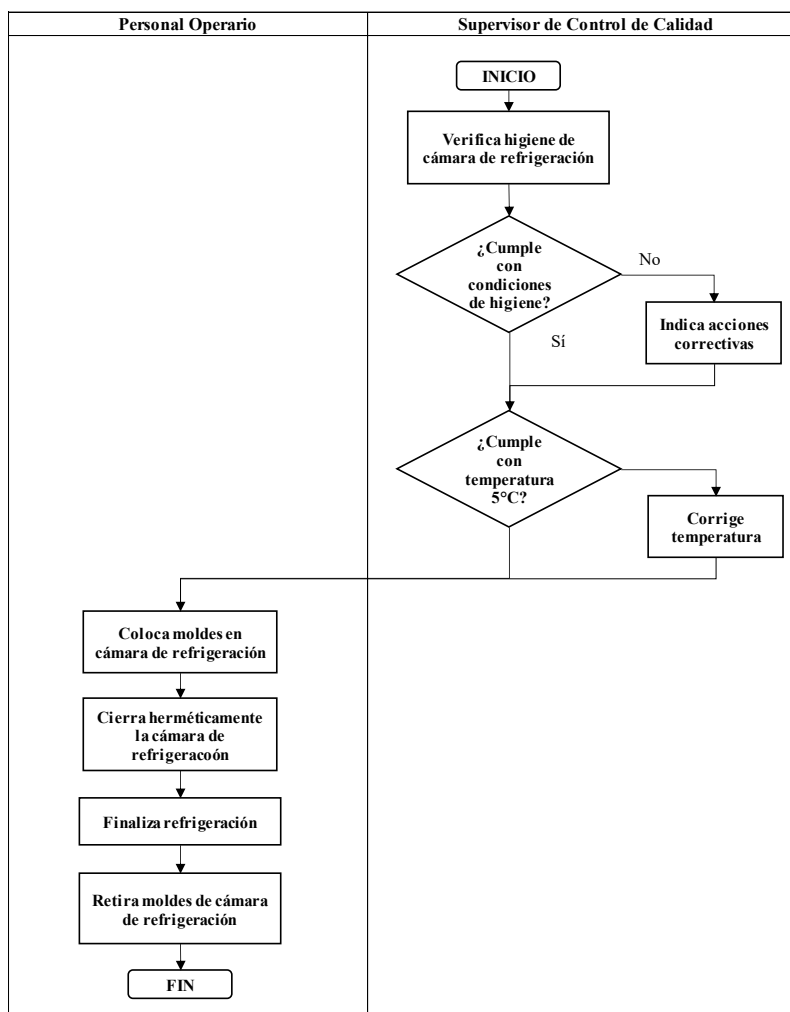 Personal Operario
Supervisor de Control de Calidad
INICIO
Verifica higiene de
cámara de refrigeración
¿Cumple
con
condiciones
de higiene?
No
Indica acciones
correctivas
Sí
¿Cumple
con
temperatura
5°C?
Corrige
temperatura
Coloca moldes en
cámara de refrigeración
Cierra herméticamente
la cámara de
refrigeracoón
Finaliza refrigeración
Retira moldes de cámara
de refrigeración
FIN